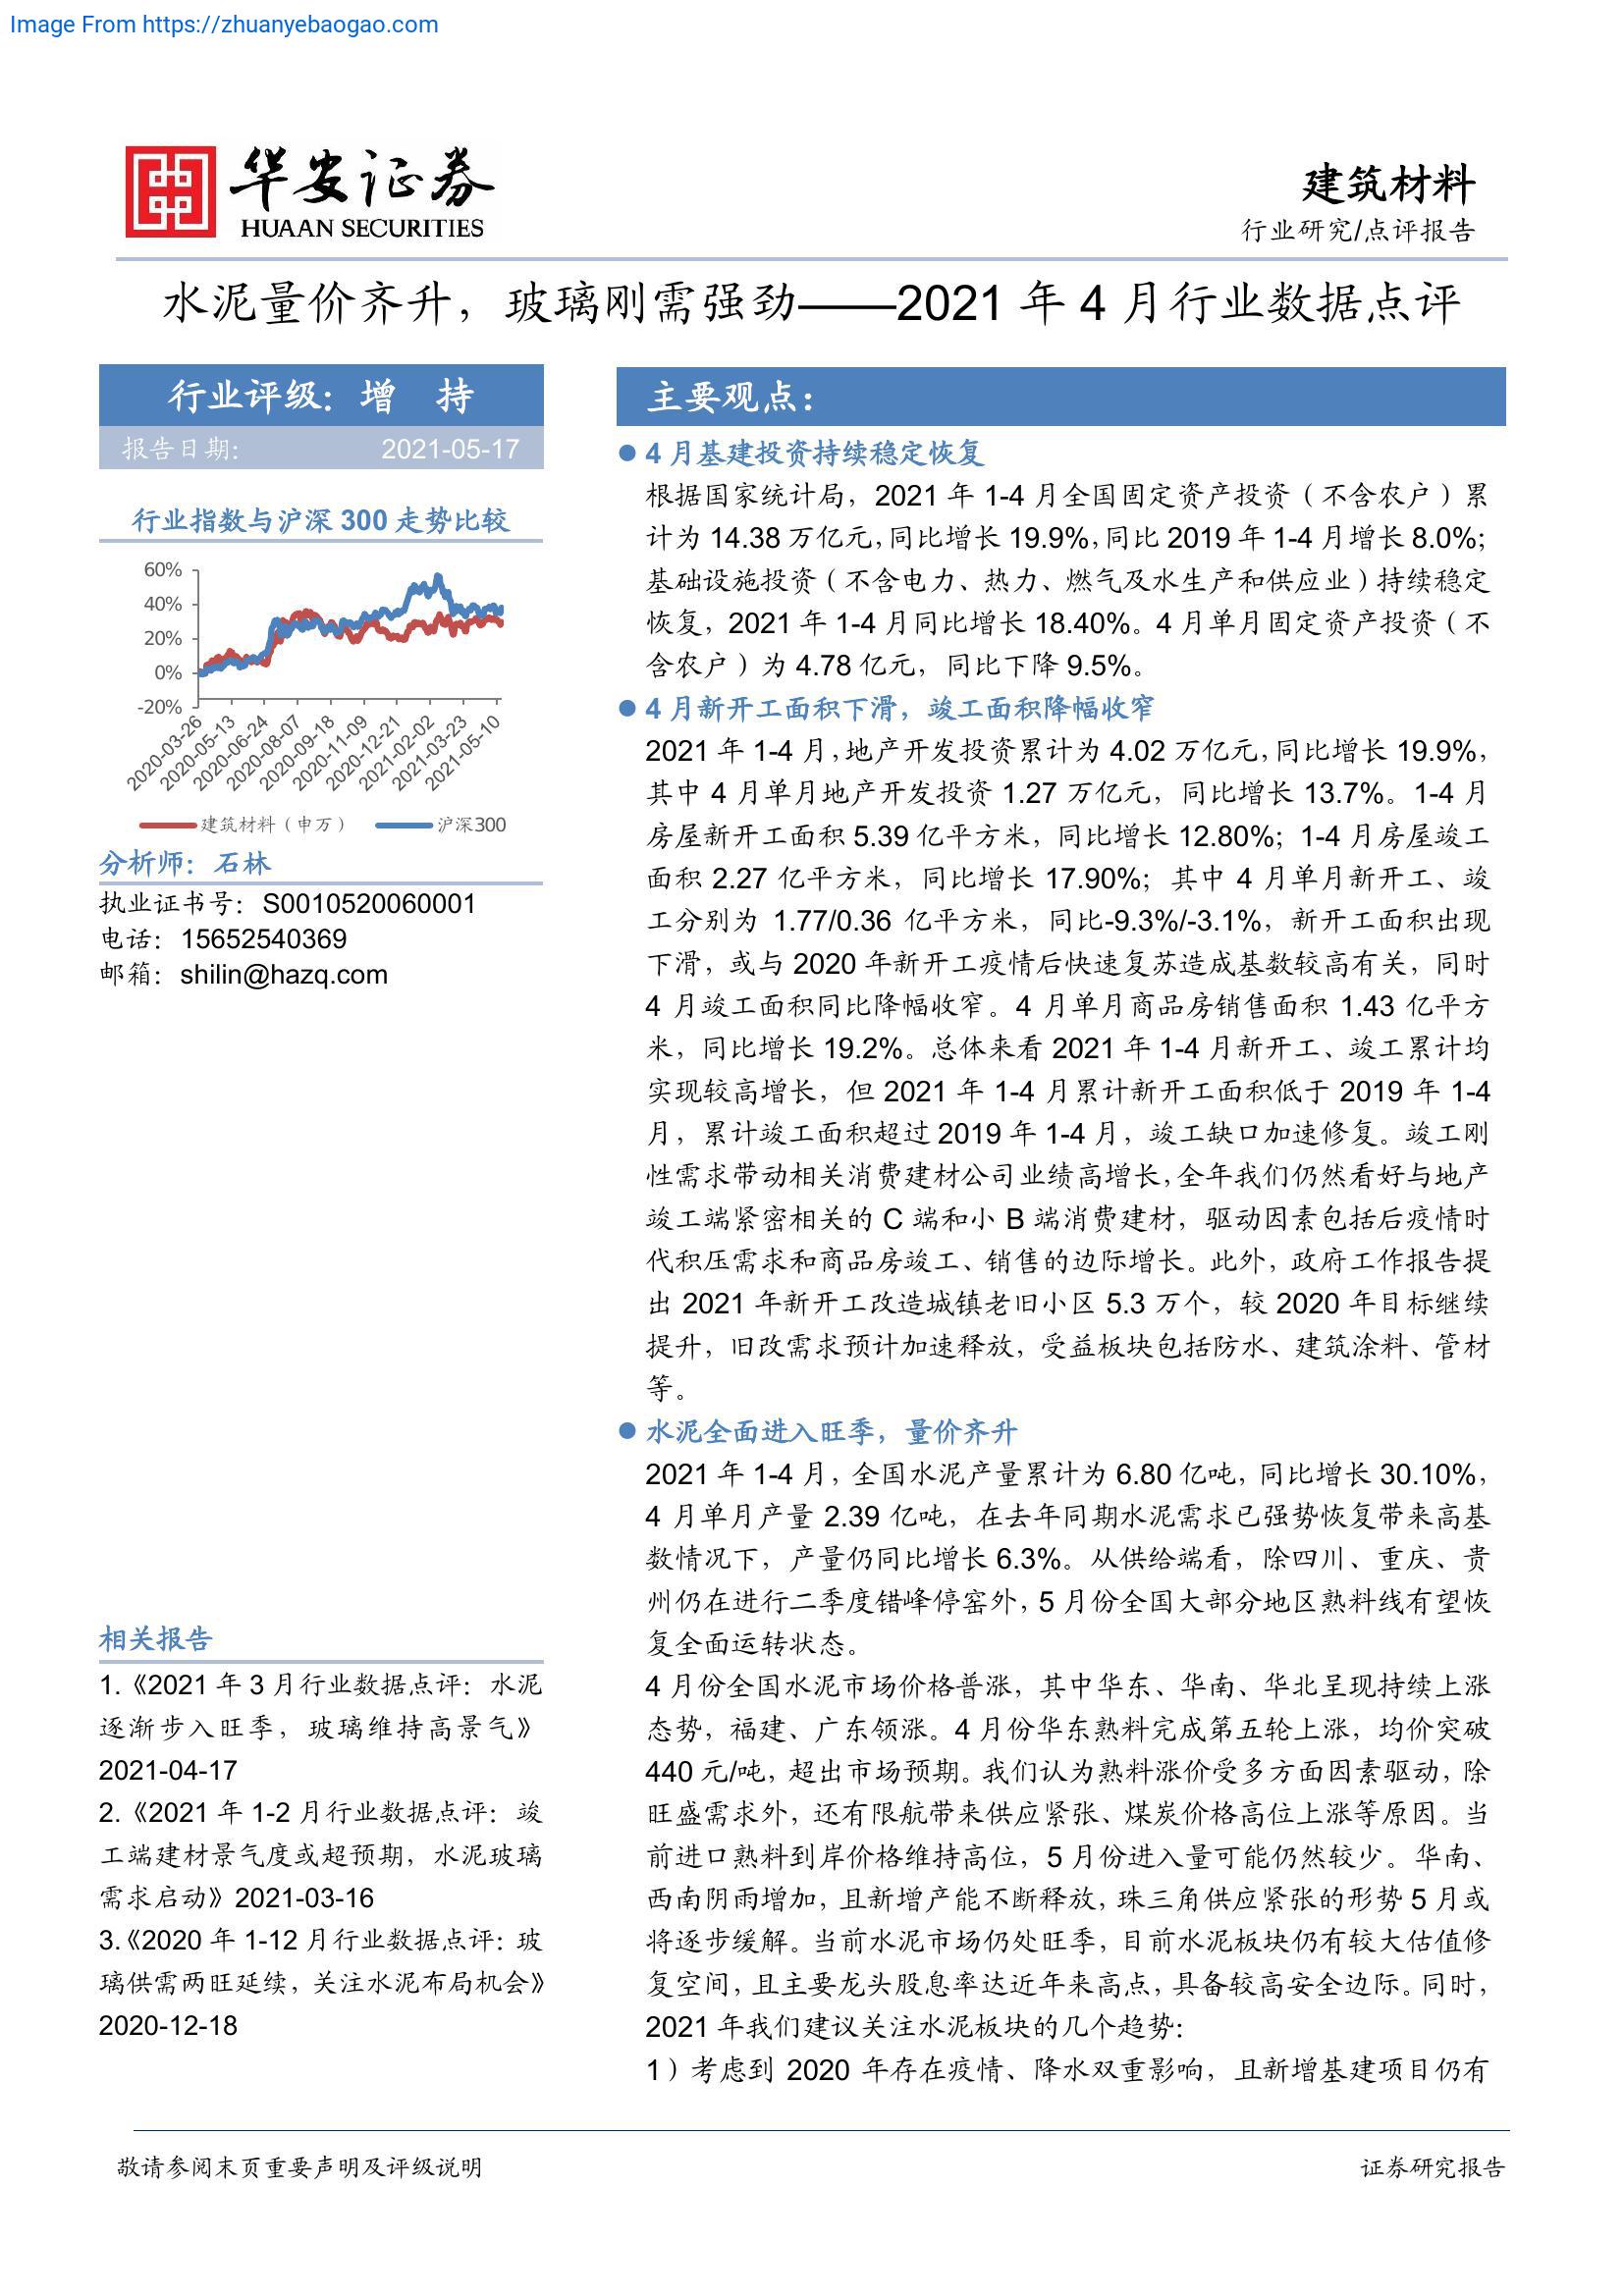 Image From https://zhuanyebaogao.com
华安证券
HUAAN SECURITIES
建筑材料
行业研究/点评报告
水泥量价齐升，玻璃刚需强劲——2021 年 4 月行业数据点评
行业评级：增 持
报告日期： 2021-05-17
行业指数与沪深 300 走势比较
60%
40%
20%
0%
-20%
2020-03-26
2020-05-13
2020-06-24
2020-08-07
2020-09-18
2020-11-09
2020-12-21
2021-02-02
2021-03-23
2021-05-10
建筑材料（申万） 沪深300
分析师：石林
执业证书号：S0010520060001
电话：15652540369
邮箱：shilin@hazq.com
相关报告
1.《2021 年 3 月行业数据点评：水泥
逐渐步入旺季，玻璃维持高景气》
2021-04-17
2.《2021 年 1-2 月行业数据点评：竣
工端建材景气度或超预期，水泥玻璃
需求启动》2021-03-16
3.《2020 年 1-12 月行业数据点评：玻
璃供需两旺延续，关注水泥布局机会》
2020-12-18
主要观点：
● 4 月基建投资持续稳定恢复
根据国家统计局，2021 年 1-4 月全国固定资产投资（不含农户）累
计为 14.38 万亿元，同比增长 19.9%，同比 2019 年 1-4 月增长 8.0%；
基础设施投资（不含电力、热力、燃气及水生产和供应业）持续稳定
恢复，2021 年 1-4 月同比增长 18.40%。4 月单月固定资产投资（不
含农户）为 4.78 亿元，同比下降 9.5%。
● 4 月新开工面积下滑，竣工面积降幅收窄
2021 年 1-4 月，地产开发投资累计为 4.02 万亿元，同比增长 19.9%，
其中 4 月单月地产开发投资 1.27 万亿元，同比增长 13.7%。1-4 月
房屋新开工面积 5.39 亿平方米，同比增长 12.80%；1-4 月房屋竣工
面积 2.27 亿平方米，同比增长 17.90%；其中 4 月单月新开工、竣
工分别为 1.77/0.36 亿平方米，同比-9.3%/-3.1%，新开工面积出现
下滑，或与 2020 年新开工疫情后快速复苏造成基数较高有关，同时
4 月竣工面积同比降幅收窄。4 月单月商品房销售面积 1.43 亿平方
米，同比增长 19.2%。总体来看 2021 年 1-4 月新开工、竣工累计均
实现较高增长，但 2021 年 1-4 月累计新开工面积低于 2019 年 1-4
月，累计竣工面积超过 2019 年 1-4 月，竣工缺口加速修复。竣工刚
性需求带动相关消费建材公司业绩高增长，全年我们仍然看好与地产
竣工端紧密相关的 C 端和小 B 端消费建材，驱动因素包括后疫情时
代积压需求和商品房竣工、销售的边际增长。此外，政府工作报告提
出 2021 年新开工改造城镇老旧小区 5.3 万个，较 2020 年目标继续
提升，旧改需求预计加速释放，受益板块包括防水、建筑涂料、管材
等。
● 水泥全面进入旺季，量价齐升
2021 年 1-4 月，全国水泥产量累计为 6.80 亿吨，同比增长 30.10%，
4 月单月产量 2.39 亿吨，在去年同期水泥需求已强势恢复带来高基
数情况下，产量仍同比增长 6.3%。从供给端看，除四川、重庆、贵
州仍在进行二季度错峰停窑外，5 月份全国大部分地区熟料线有望恢
复全面运转状态。
4 月份全国水泥市场价格普涨，其中华东、华南、华北呈现持续上涨
态势，福建、广东领涨。4 月份华东熟料完成第五轮上涨，均价突破
440 元/吨，超出市场预期。我们认为熟料涨价受多方面因素驱动，除
旺盛需求外，还有限航带来供应紧张、煤炭价格高位上涨等原因。当
前进口熟料到岸价格维持高位，5 月份进入量可能仍然较少。华南、
西南阴雨增加，且新增产能不断释放，珠三角供应紧张的形势 5 月或
将逐步缓解。当前水泥市场仍处旺季，目前水泥板块仍有较大估值修
复空间，且主要龙头股息率达近年来高点，具备较高安全边际。同时，
2021 年我们建议关注水泥板块的几个趋势：
1）考虑到 2020 年存在疫情、降水双重影响，且新增基建项目仍有
敬请参阅末页重要声明及评级说明
证券研究报告